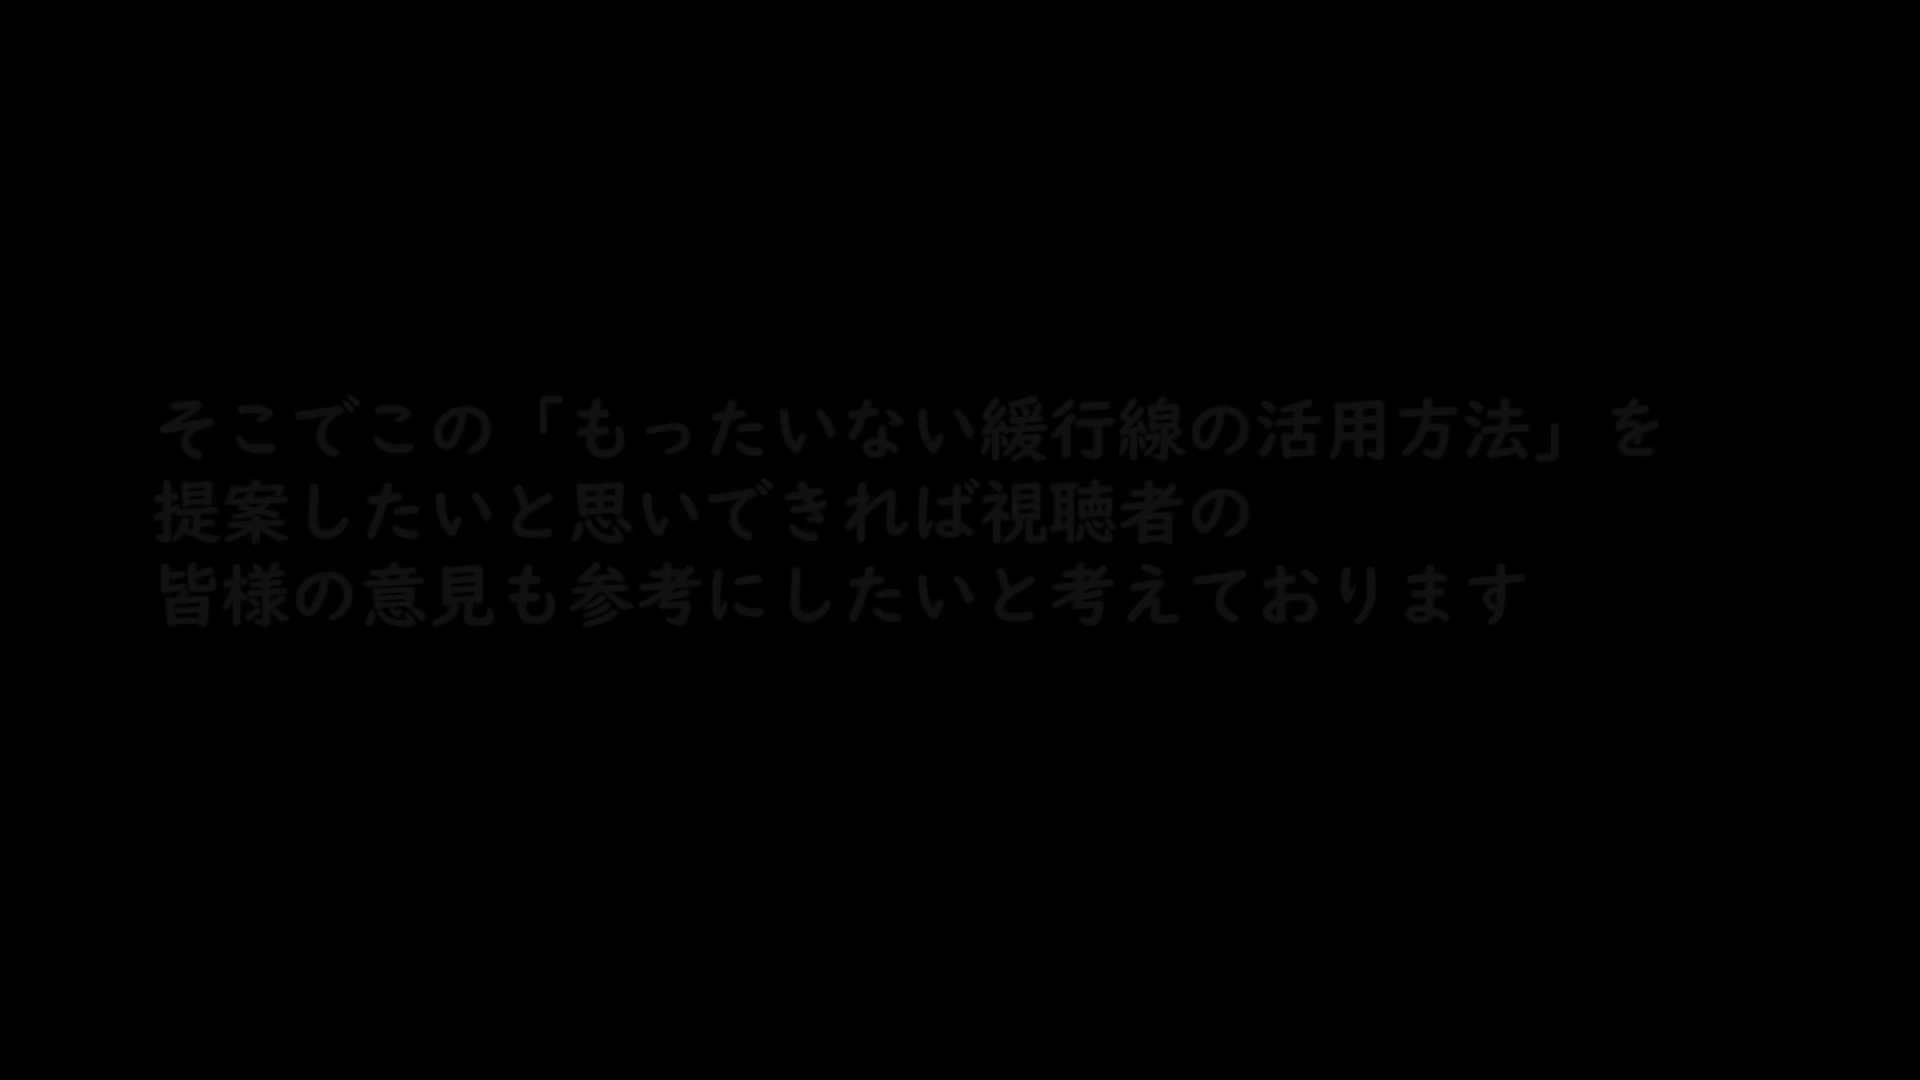 そこでこの「もったいない緩行線の活用方法」を
提案したいと思いできれば視聴者の
皆様の意見も参考にしたいと考えております